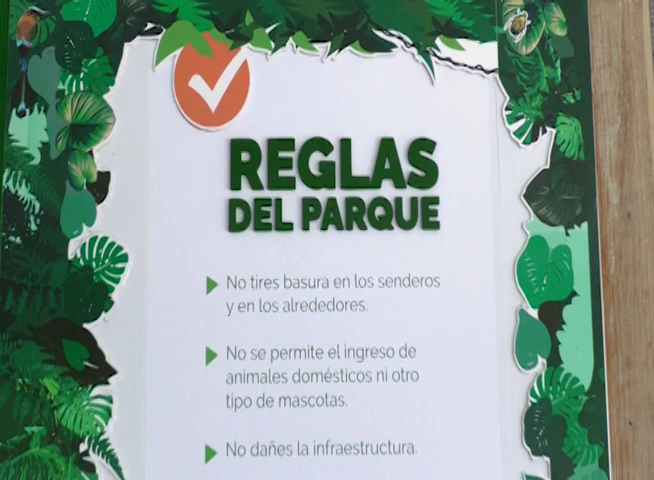 REGLAS
DEL PARQUE
No tires basura en los senderos
y en los alrededores.
No se permite el ingreso de
animales domésticos ni otro
tipo de mascotas.
No dañes la infraestructura.